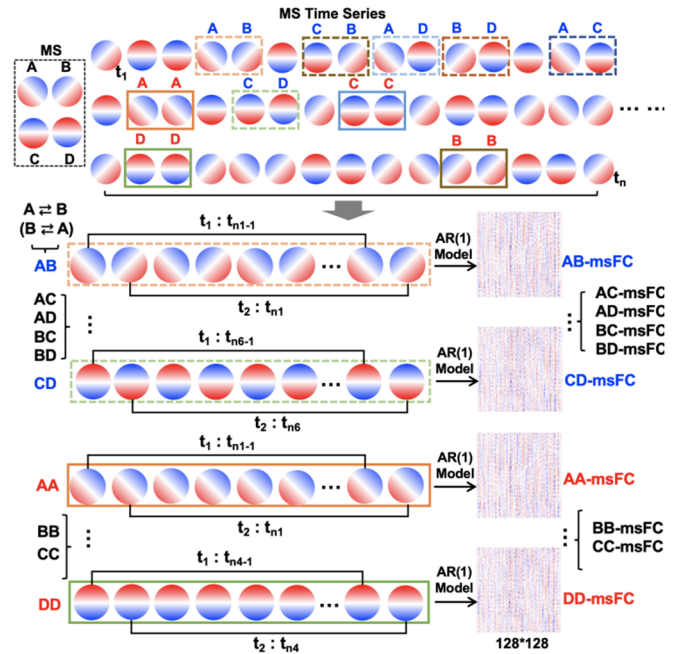 MS Time Series
A B C B A D B D A C
MS
A B
t1
A A C D C C
C D
... ...
D D B B
tn
A ⇄ B
(B ⇄ A)
t1 : tn1-1
AR(1)
Model
AB ... AB-msFC
t2 : tn1
AC
AD
BC
BD
⋮
AC-msFC
AD-msFC
BC-msFC
BD-msFC
⋮
t1 : tn6-1
AR(1)
Model
CD ... CD-msFC
t2 : tn6
t1 : tn1-1
AR(1)
Model
AA ... AA-msFC
t2 : tn1
BB
CC
⋮
BB-msFC
CC-msFC
⋮
t1 : tn4-1
AR(1)
Model
DD ... DD-msFC
t2 : tn4
128*128